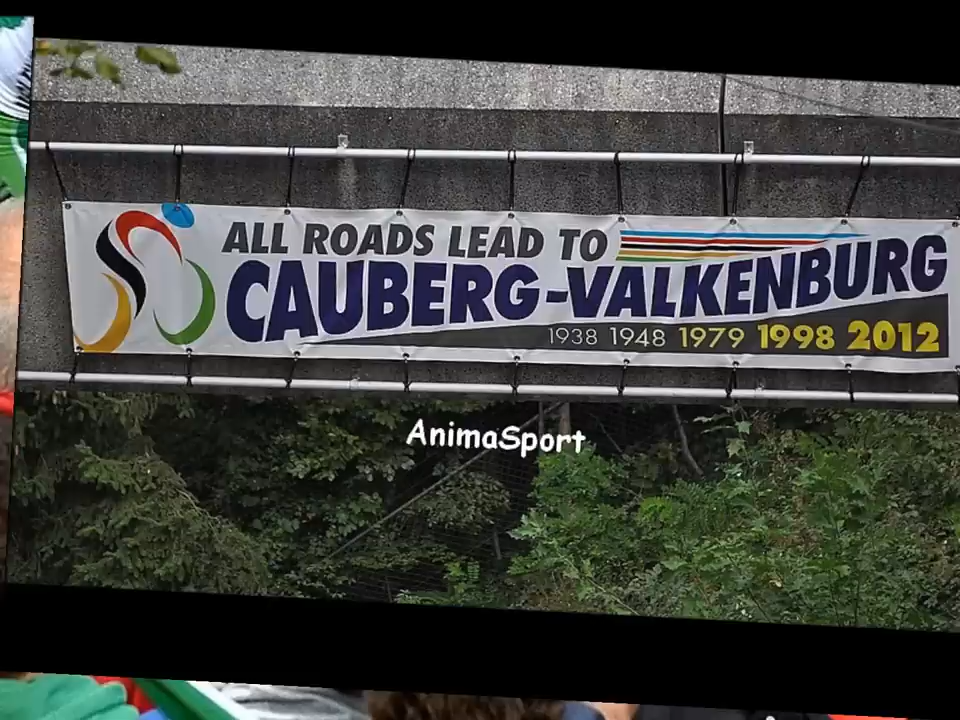 ALL ROADS LEAD TO
CAUBERG-VALKENBURG
1938 1948 1979 1998 2012
AnimaSport